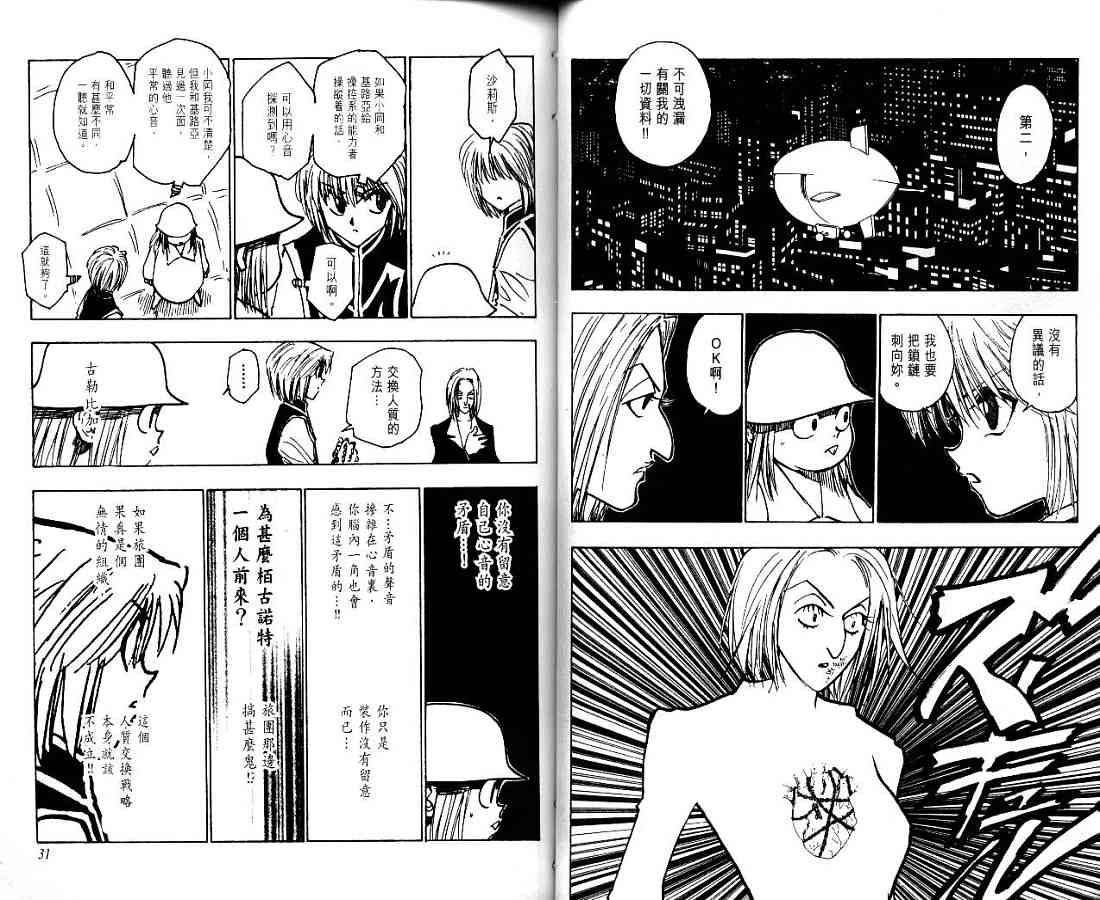 第二，
不可洩漏
有關我的
一切資料!!
沒有
異議的話，
我也要
把鎖鏈
刺向妳。
OK啊！
ズギュル
沙莉斯，
如果小岡和
基路亞給
操控系的能力者
操縱着的話，
可以用心音
探測到嗎？
可以啊。
小岡我可不清楚，
但我和基路亞
見過一次面，
聽過他
平常的心音。
和平常
有甚麼不同，
一聽就知道。
這就夠了。
交換人質的
方法…
……
古勒比加
你沒有留意
自己心音的
矛盾…！
不…矛盾的聲音
摻雜在心音裏，
你腦內一角也會
感到這矛盾的…!!
你只是
裝作沒有留意
而已…
為甚麼栢古諾特
一個人前來？
旅團那邊
搞甚麼鬼!?
如果旅團
果真是個
無情的組織
這個
人質交換戰略
本身就該
不成立!!
31